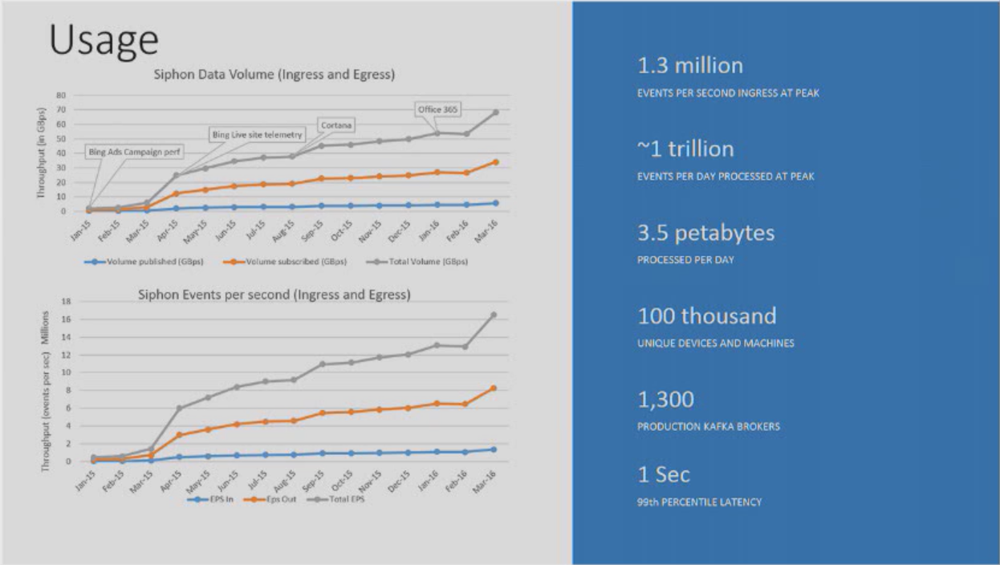 Usage
Siphon Data Volume (Ingress and Egress)
Throughput (in GBps)
80
70
60
50
40
30
20
10
0
Bing Ads Campaign perf
Bing Live site telemetry
Cortana
Office 365
Jan-15 Feb-15 Mar-15 Apr-15 May-15 Jun-15 Jul-15 Aug-15 Sep-15 Oct-15 Nov-15 Dec-15 Jan-16 Feb-16 Mar-16
Volume published (GBps) Volume subscribed (GBps) Total Volume (GBps)
Siphon Events per second (Ingress and Egress)
Throughput (events per sec) Millions
18
16
14
12
10
8
6
4
2
0
Jan-15 Feb-15 Mar-15 Apr-15 May-15 Jun-15 Jul-15 Aug-15 Sep-15 Oct-15 Nov-15 Dec-15 Jan-16 Feb-16 Mar-16
EPS In Eps Out Total EPS
1.3 million
EVENTS PER SECOND INGRESS AT PEAK
~1 trillion
EVENTS PER DAY PROCESSED AT PEAK
3.5 petabytes
PROCESSED PER DAY
100 thousand
UNIQUE DEVICES AND MACHINES
1,300
PRODUCTION KAFKA BROKERS
1 Sec
99th PERCENTILE LATENCY